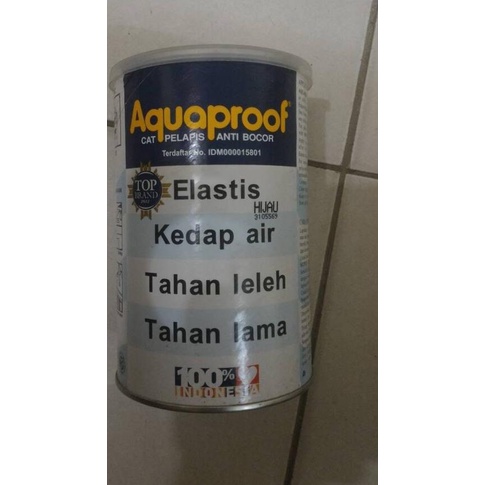 Aquaproof
CAT PELAPIS ANTI BOCOR
Terdaftar No. IDM000015801
TOP
BRAND
Elastis
HIJAU
3105569
Kedap air
Tahan leleh
Tahan lama
100%
INDONESIA